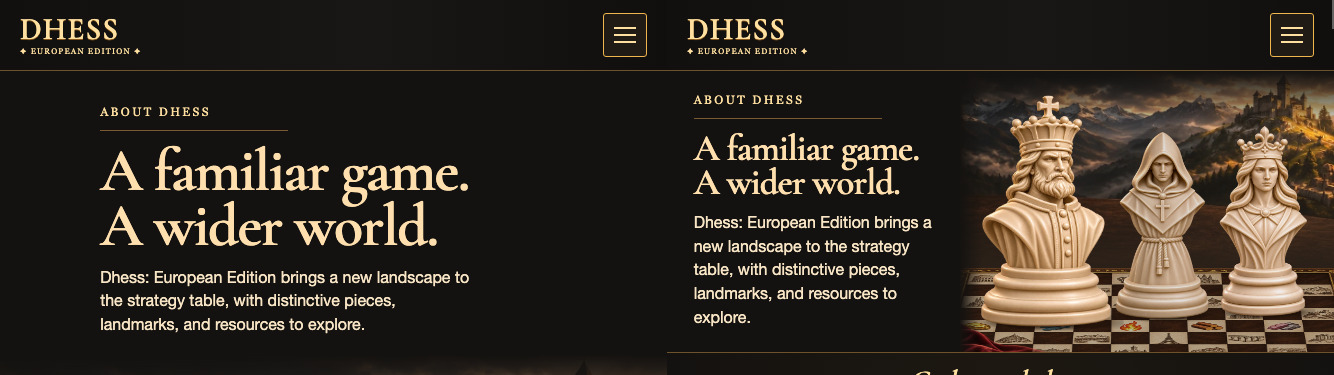 DHESS
✦ EUROPEAN EDITION ✦
ABOUT DHESS
A familiar game.
A wider world.
Dhess: European Edition brings a new landscape to
the strategy table, with distinctive pieces,
landmarks, and resources to explore.
DHESS
✦ EUROPEAN EDITION ✦
ABOUT DHESS
A familiar game.
A wider world.
Dhess: European Edition brings a
new landscape to the strategy
table, with distinctive pieces,
landmarks, and resources to
explore.